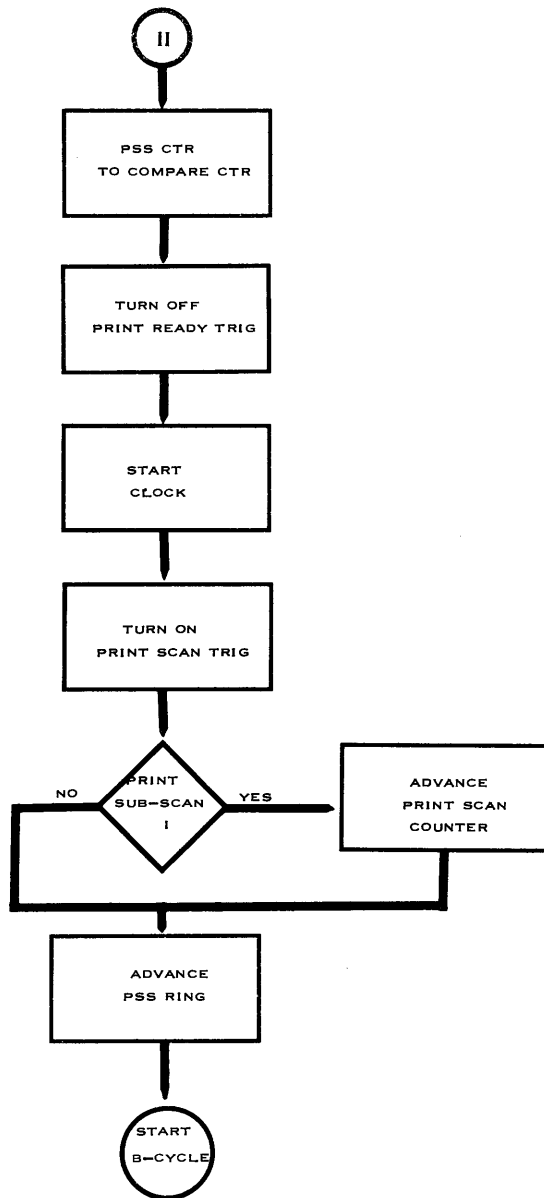 II
PSS CTR
TO COMPARE CTR
TURN OFF
PRINT READY TRIG
START
CLOCK
TURN ON
PRINT SCAN TRIG
PRINT
SUB-SCAN
I
NO
YES
ADVANCE
PRINT SCAN
COUNTER
ADVANCE
PSS RING
START
B-CYCLE